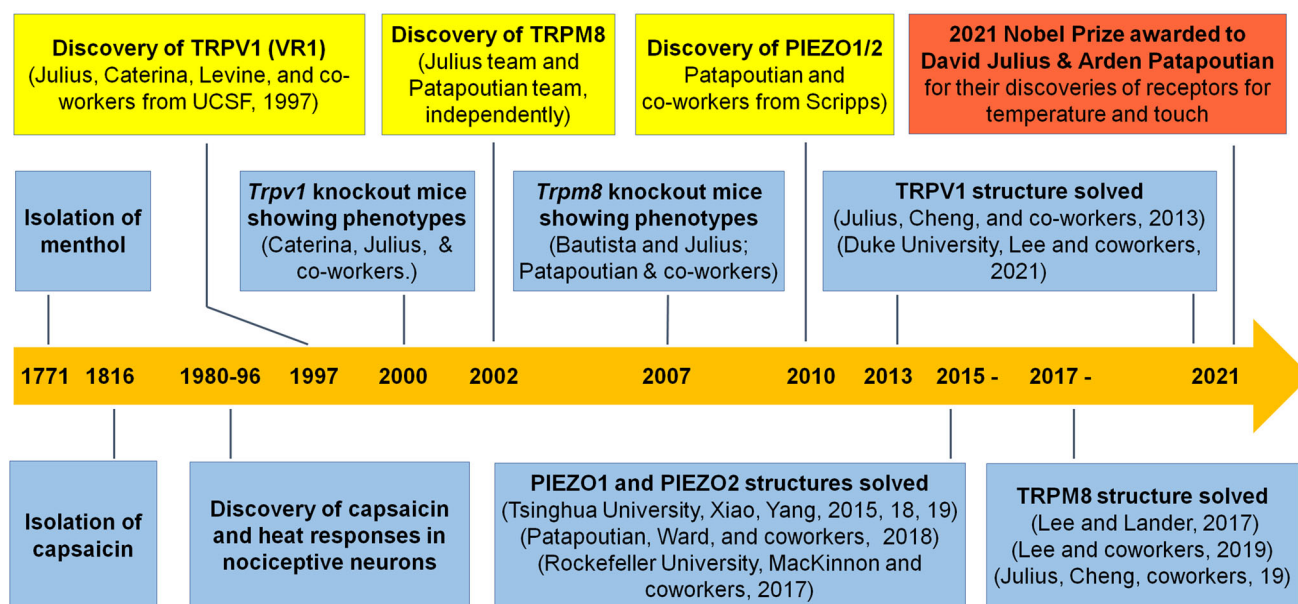 Discovery of TRPV1 (VR1)
(Julius, Caterina, Levine, and co-
workers from UCSF, 1997)
Discovery of TRPM8
(Julius team and
Patapoutian team,
independently)
Discovery of PIEZO1/2
Patapoutian and
co-workers from Scripps)
2021 Nobel Prize awarded to
David Julius & Arden Patapoutian
for their discoveries of receptors for
temperature and touch
Isolation of
menthol
Trpv1 knockout mice
showing phenotypes
(Caterina, Julius, &
co-workers.)
Trpm8 knockout mice
showing phenotypes
(Bautista and Julius;
Patapoutian & co-workers)
TRPV1 structure solved
(Julius, Cheng, and co-workers, 2013)
(Duke University, Lee and coworkers,
2021)
1771 1816 1980-96 1997 2000 2002 2007 2010 2013 2015 - 2017 - 2021
Isolation of
capsaicin
Discovery of capsaicin
and heat responses in
nociceptive neurons
PIEZO1 and PIEZO2 structures solved
(Tsinghua University, Xiao, Yang, 2015, 18, 19)
(Patapoutian, Ward, and coworkers, 2018)
(Rockefeller University, MacKinnon and
coworkers, 2017)
TRPM8 structure solved
(Lee and Lander, 2017)
(Lee and coworkers, 2019)
(Julius, Cheng, coworkers, 19)